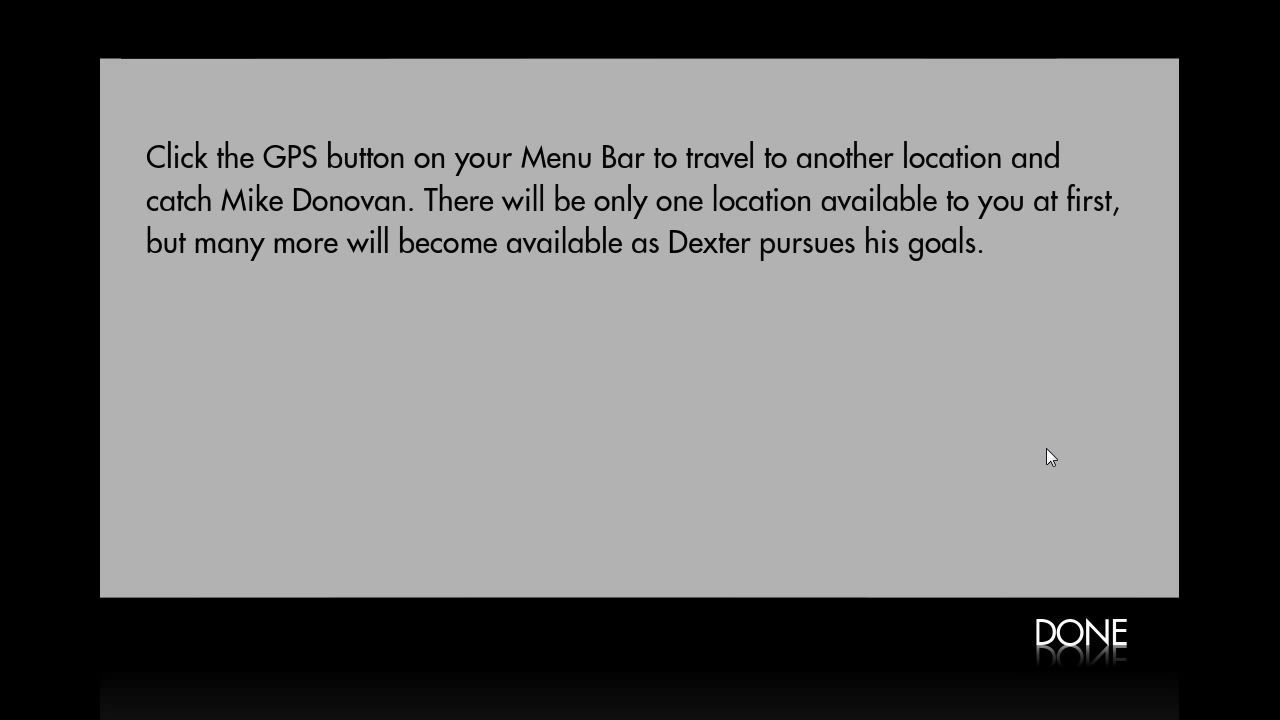 Click the GPS button on your Menu Bar to travel to another location and
catch Mike Donovan. There will be only one location available to you at first,
but many more will become available as Dexter pursues his goals.
DONE